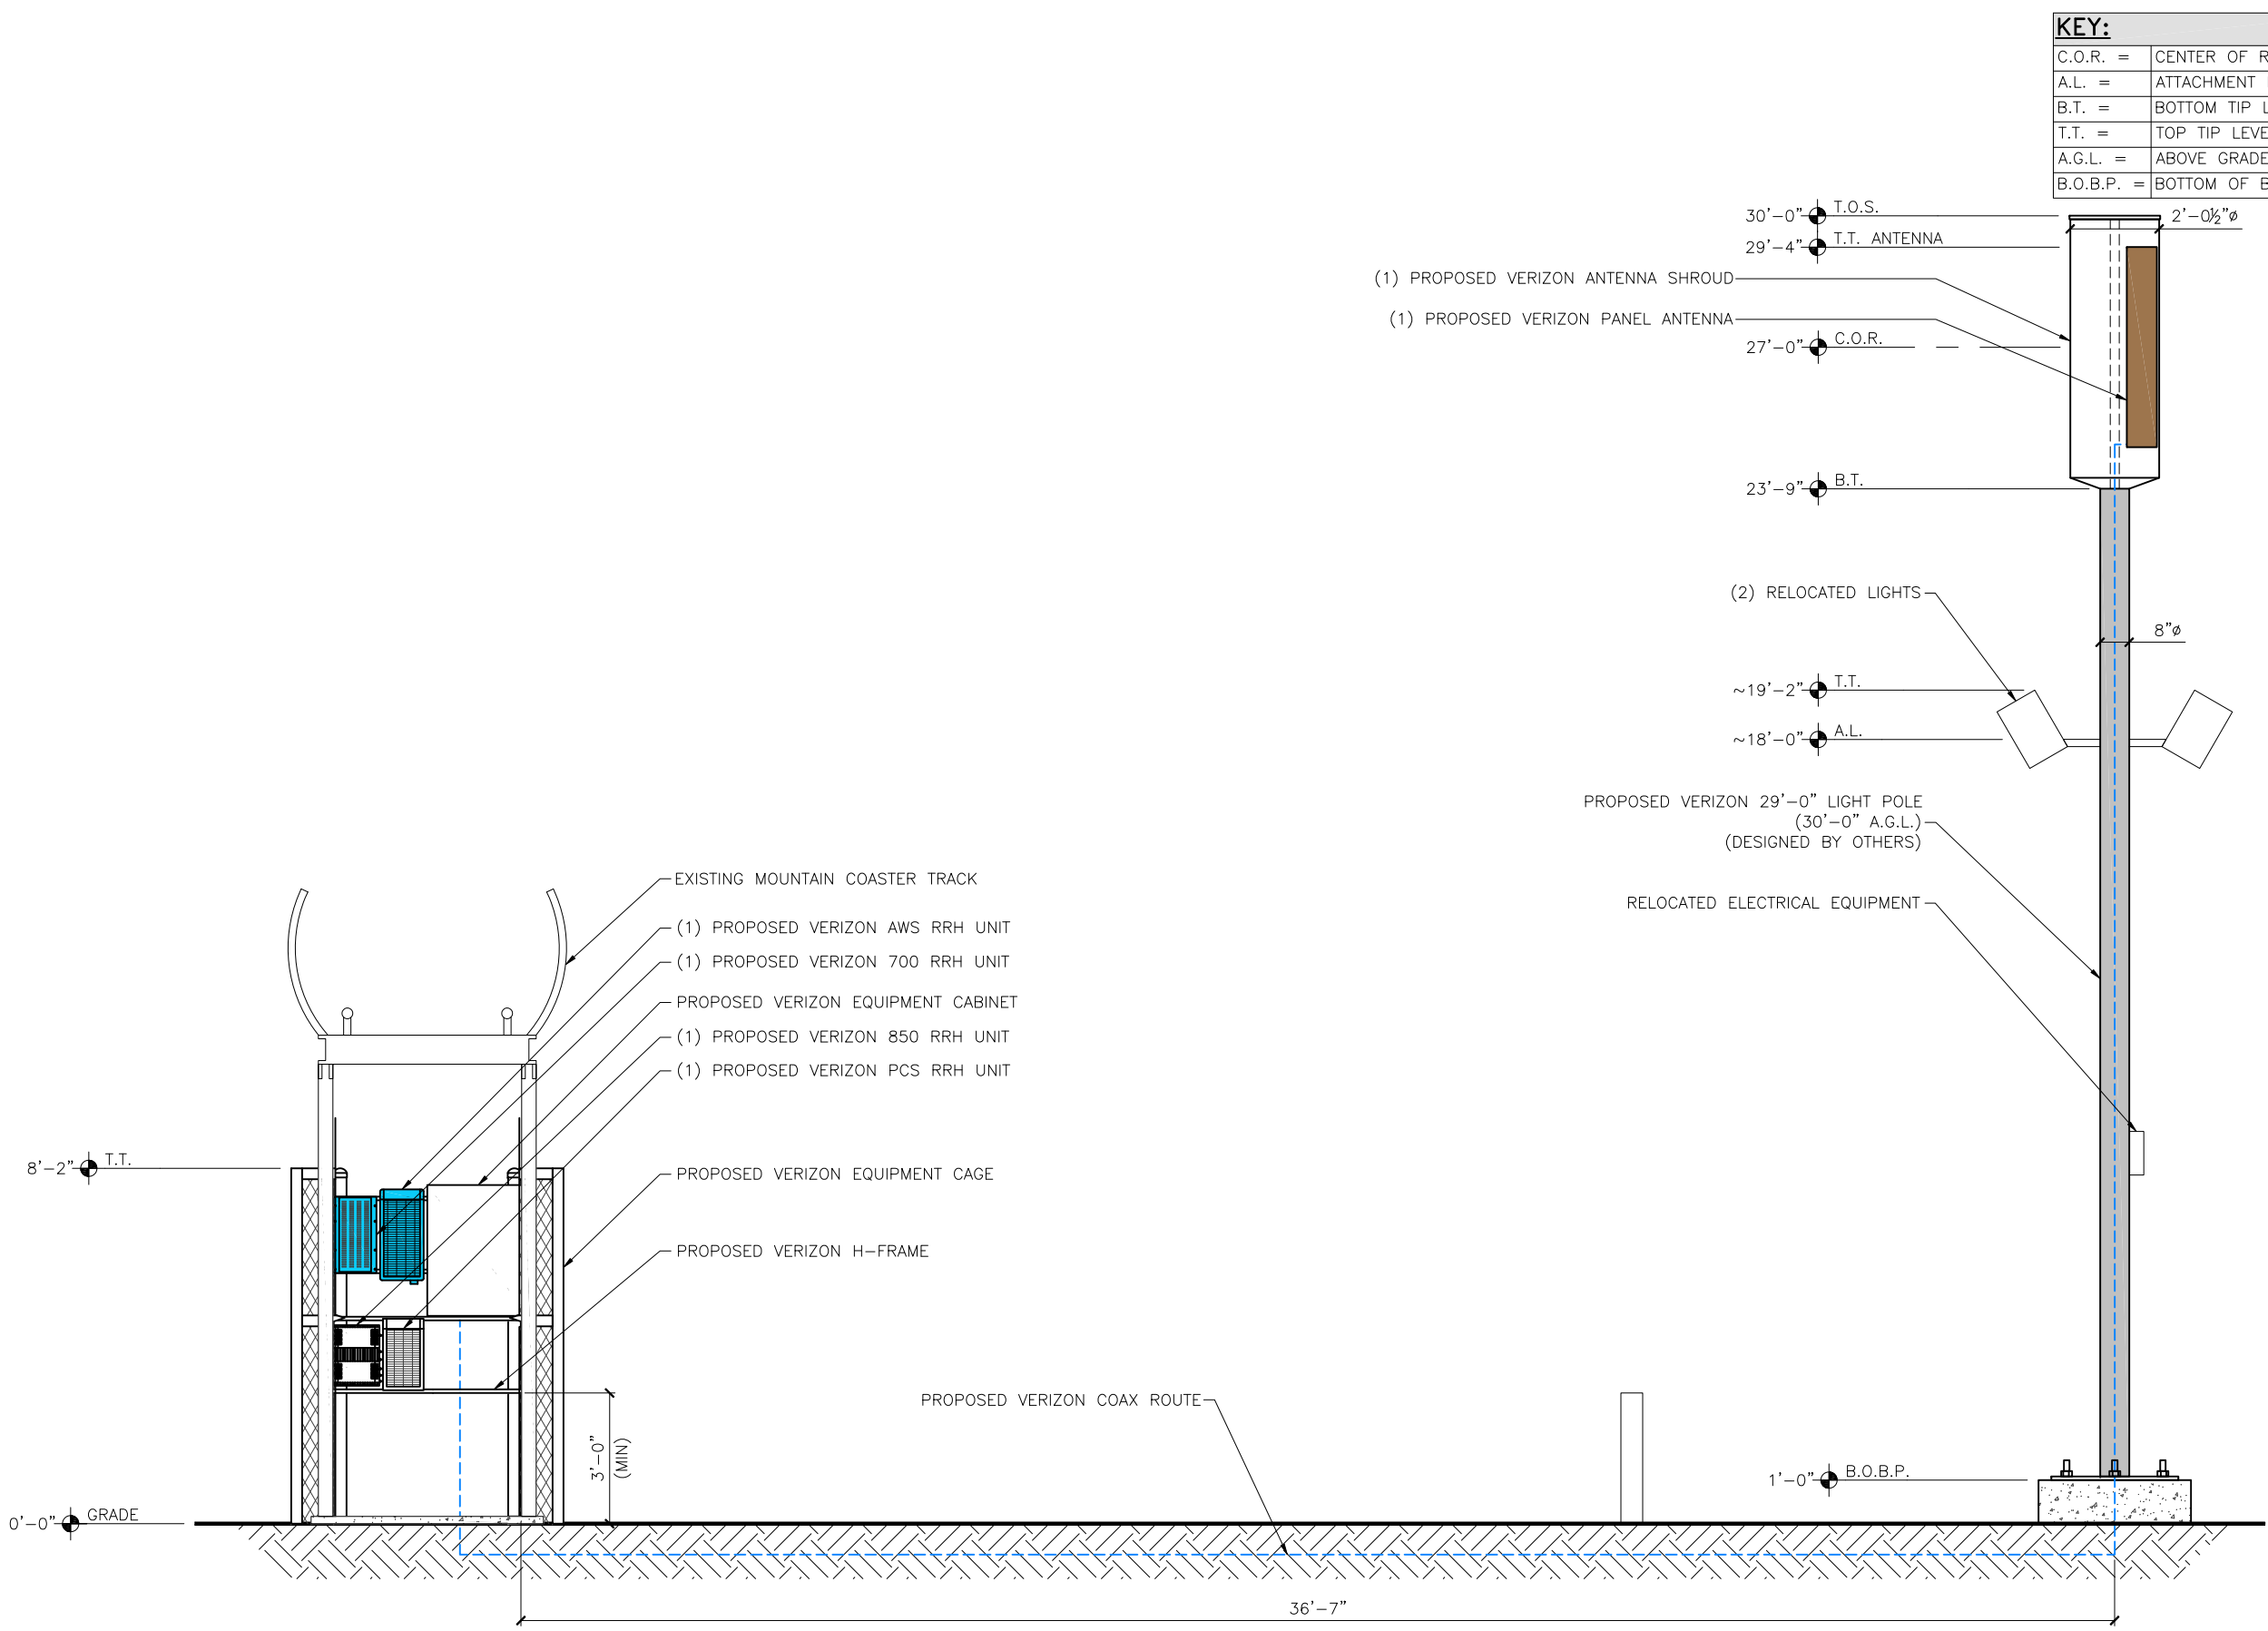 KEY:
C.O.R. = CENTER OF
A.L. = ATTACHMENT
B.T. = BOTTOM TIP
T.T. = TOP TIP
A.G.L. = ABOVE GRADE
B.O.B.P. = BOTTOM OF
30'-0" T.O.S.
2'-0½"ø
29'-4" T.T. ANTENNA
(1) PROPOSED VERIZON ANTENNA SHROUD
(1) PROPOSED VERIZON PANEL ANTENNA
27'-0" C.O.R.
23'-9" B.T.
(2) RELOCATED LIGHTS
8"ø
~19'-2" T.T.
~18'-0" A.L.
PROPOSED VERIZON 29'-0" LIGHT POLE
(30'-0" A.G.L.)
(DESIGNED BY OTHERS)
RELOCATED ELECTRICAL EQUIPMENT
EXISTING MOUNTAIN COASTER TRACK
(1) PROPOSED VERIZON AWS RRH UNIT
(1) PROPOSED VERIZON 700 RRH UNIT
PROPOSED VERIZON EQUIPMENT CABINET
(1) PROPOSED VERIZON 850 RRH UNIT
(1) PROPOSED VERIZON PCS RRH UNIT
8'-2" T.T.
PROPOSED VERIZON EQUIPMENT CAGE
PROPOSED VERIZON H-FRAME
PROPOSED VERIZON COAX ROUTE
3'-0"
(MIN)
1'-0" B.O.B.P.
0'-0" GRADE
36'-7"